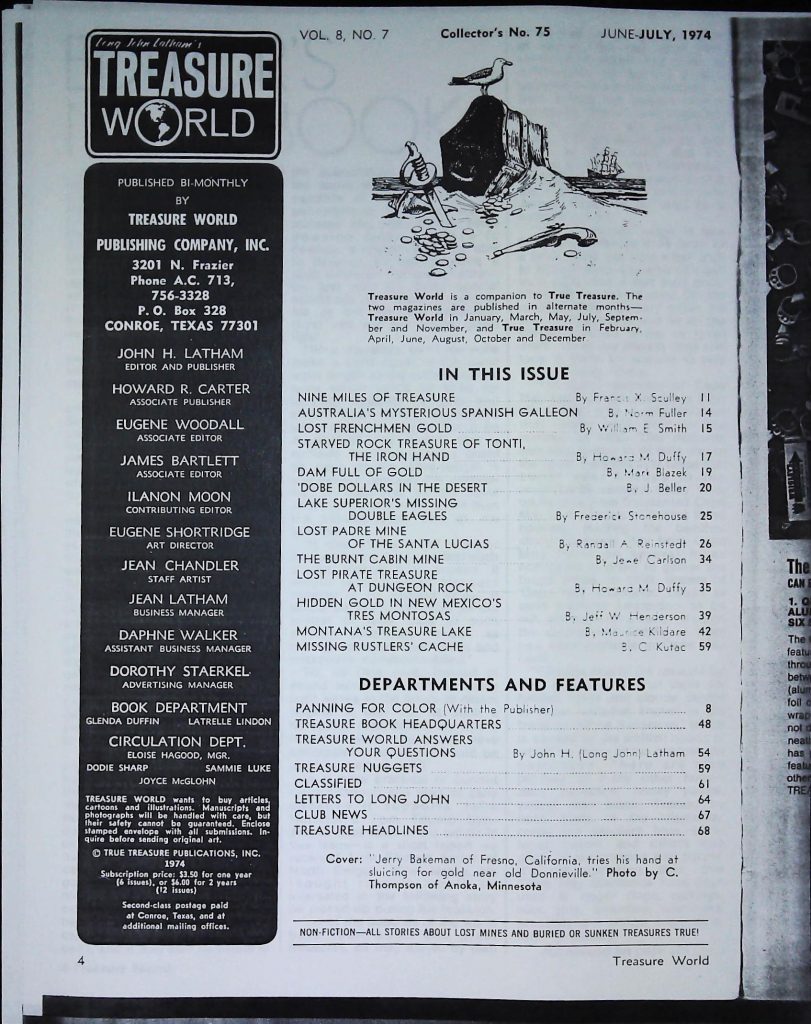 Long John Latham's
TREASURE
WORLD
PUBLISHED BI-MONTHLY
BY
TREASURE WORLD
PUBLISHING COMPANY, INC.
3201 N. Frazier
Phone A.C. 713,
756-3328
P. O. Box 328
CONROE, TEXAS 77301
JOHN H. LATHAM
EDITOR AND PUBLISHER
HOWARD R. CARTER
ASSOCIATE PUBLISHER
EUGENE WOODALL
ASSOCIATE EDITOR
JAMES BARTLETT
ASSOCIATE EDITOR
ILANON MOON
CONTRIBUTING EDITOR
EUGENE SHORTRIDGE
ART DIRECTOR
JEAN CHANDLER
STAFF ARTIST
JEAN LATHAM
BUSINESS MANAGER
DAPHNE WALKER
ASSISTANT BUSINESS MANAGER
DOROTHY STAERKEL
ADVERTISING MANAGER
BOOK DEPARTMENT
GLENDA DUFFIN LATRELLE LINDON
CIRCULATION DEPT.
ELOISE HAGOOD, MGR.
DODIE SHARP SAMMIE LUKE
JOYCE McGLOHN
TREASURE WORLD wants to buy articles,
cartoons and illustrations. Manuscripts and
photographs will be handled with care, but
their safety cannot be guaranteed. Enclose
stamped envelope with all submissions. In-
quire before sending original art.
© TRUE TREASURE PUBLICATIONS, INC.
1974
Subscription price: $3.50 for one year
(6 issues), or $6.00 for 2 years
(12 issues)
Second-class postage paid
at Conroe, Texas, and at
additional mailing offices.
4
VOL. 8, NO. 7 Collector's No. 75 JUNE-JULY, 1974
Treasure World is a companion to True Treasure. The
two magazines are published in alternate months—
Treasure World in January, March, May, July, Septem-
ber and November, and True Treasure in February,
April, June, August, October and December
IN THIS ISSUE
NINE MILES OF TREASURE By Francis X. Sculley 11
AUSTRALIA'S MYSTERIOUS SPANISH GALLEON By Norm Fuller 14
LOST FRENCHMEN GOLD By William E. Smith 15
STARVED ROCK TREASURE OF TONTI,
THE IRON HAND By Howard M. Duffy 17
DAM FULL OF GOLD By Mark Blazek 19
'DOBE DOLLARS IN THE DESERT By J. Beller 20
LAKE SUPERIOR'S MISSING
DOUBLE EAGLES By Frederick Stonehouse 25
LOST PADRE MINE
OF THE SANTA LUCIAS By Randall A. Reinstedt 26
THE BURNT CABIN MINE By Jewel Carlson 34
LOST PIRATE TREASURE
AT DUNGEON ROCK By Howard M. Duffy 35
HIDDEN GOLD IN NEW MEXICO'S
TRES MONTOSAS By Jeff W. Henderson 39
MONTANA'S TREASURE LAKE By Maurice Kildare 42
MISSING RUSTLERS' CACHE By C. Kutac 59
DEPARTMENTS AND FEATURES
PANNING FOR COLOR (With the Publisher) 8
TREASURE BOOK HEADQUARTERS 48
TREASURE WORLD ANSWERS
YOUR QUESTIONS By John H. (Long John) Latham 54
TREASURE NUGGETS 59
CLASSIFIED 61
LETTERS TO LONG JOHN 64
CLUB NEWS 67
TREASURE HEADLINES 68
Cover: "Jerry Bakeman of Fresno, California, tries his hand at
sluicing for gold near old Donnieville." Photo by C.
Thompson of Anoka, Minnesota
NON-FICTION—ALL STORIES ABOUT LOST MINES AND BURIED OR SUNKEN TREASURES TRUE!
Treasure World
The
CAN
1.
SIX
The